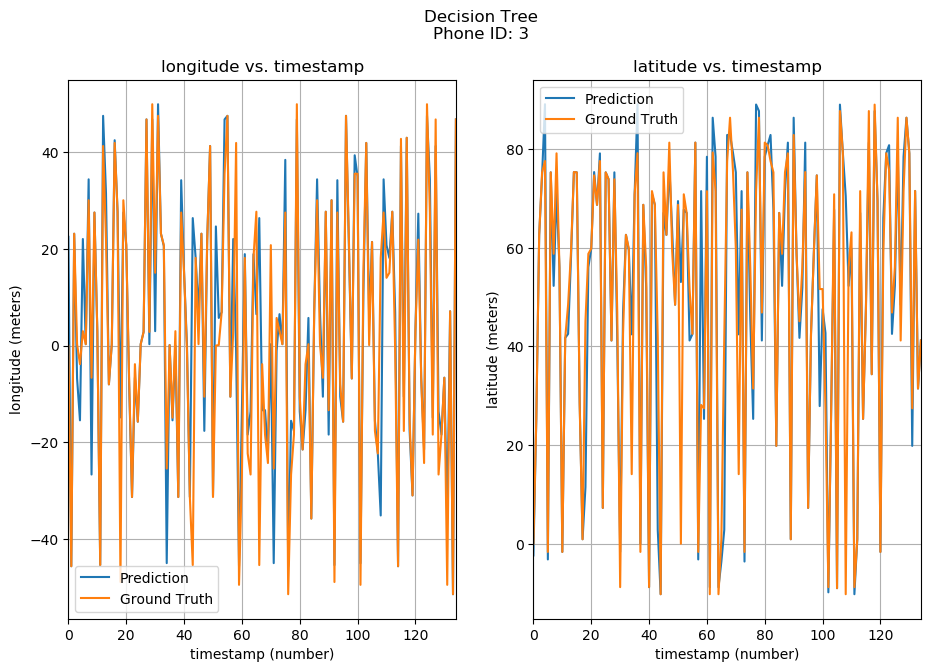 Decision Tree
Phone ID: 3
longitude vs. timestamp
longitude (meters)
40
20
0
−20
−40
Prediction
Ground Truth
0 20 40 60 80 100 120
timestamp (number)
latitude vs. timestamp
latitude (meters)
80
60
40
20
0
Prediction
Ground Truth
0 20 40 60 80 100 120
timestamp (number)